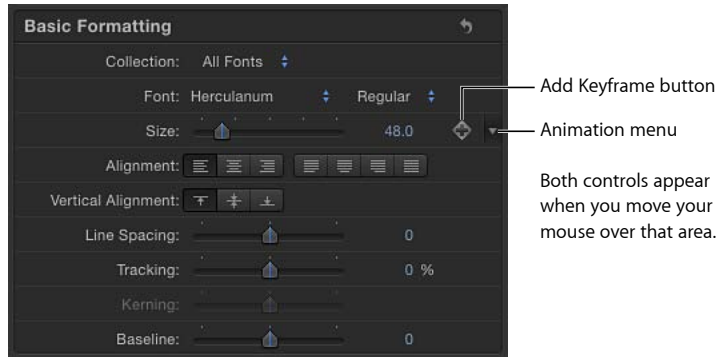 Basic Formatting
Collection: All Fonts
Font: Herculanum Regular
Size: 48.0
Alignment:
Vertical Alignment:
Line Spacing: 0
Tracking: 0 %
Kerning:
Baseline: 0
Add Keyframe button
Animation menu
Both controls appear
when you move your
mouse over that area.